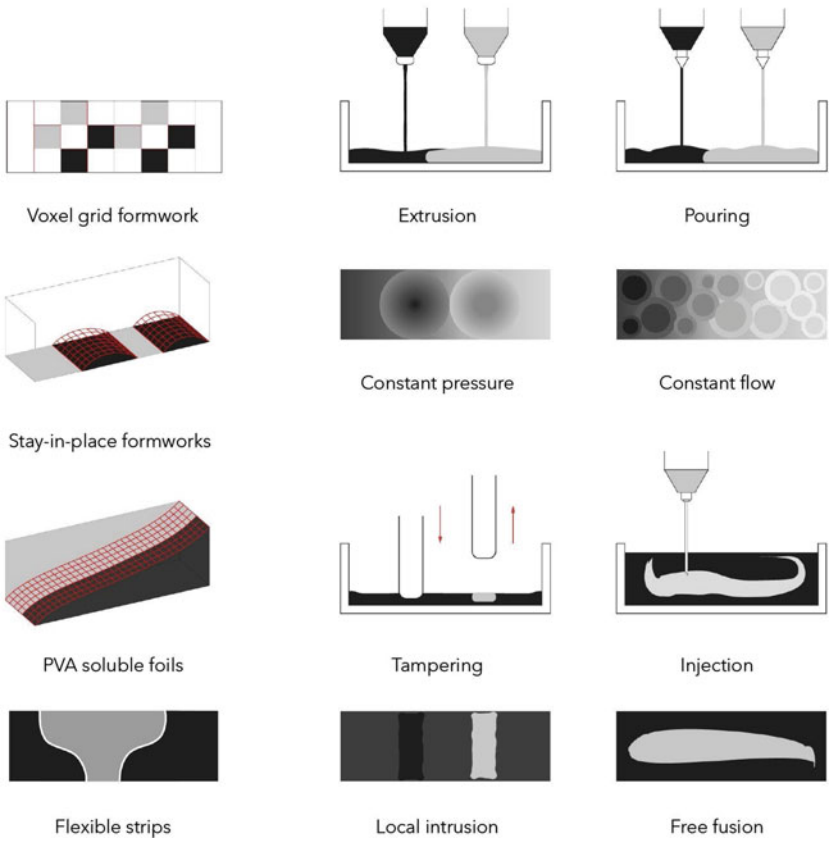 Voxel grid formwork
Extrusion
Pouring
Constant pressure
Constant flow
Stay-in-place formworks
PVA soluble foils
Tampering
Injection
Flexible strips
Local intrusion
Free fusion